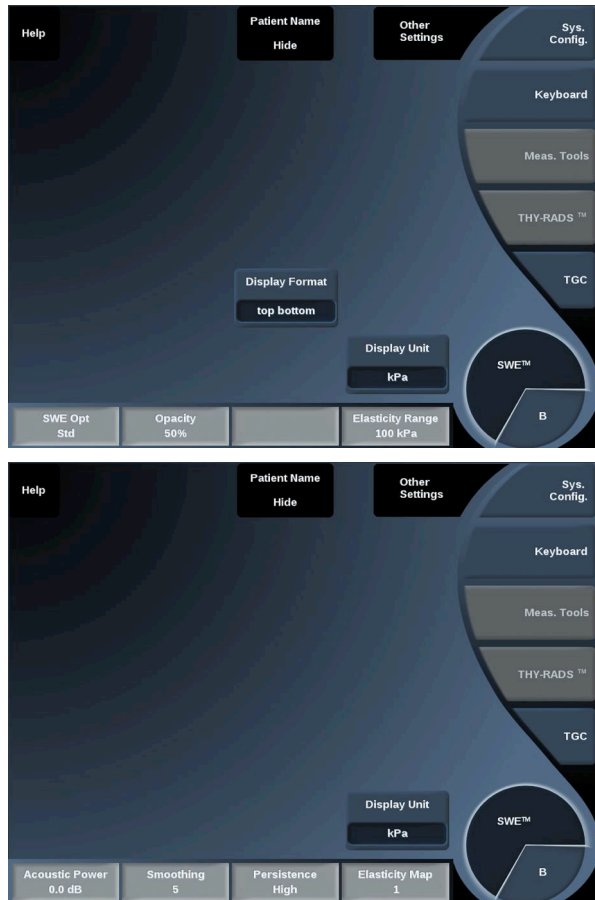 Help
Patient Name
Hide
Other
Settings
Sys.
Config.
Keyboard
Meas. Tools
THY-RADS ™
TGC
Display Format
top bottom
Display Unit
kPa
SWE™
B
SWE Opt
Std
Opacity
50%
Elasticity Range
100 kPa
Help
Patient Name
Hide
Other
Settings
Sys.
Config.
Keyboard
Meas. Tools
THY-RADS ™
TGC
Display Unit
kPa
SWE™
B
Acoustic Power
0.0 dB
Smoothing
5
Persistence
High
Elasticity Map
1